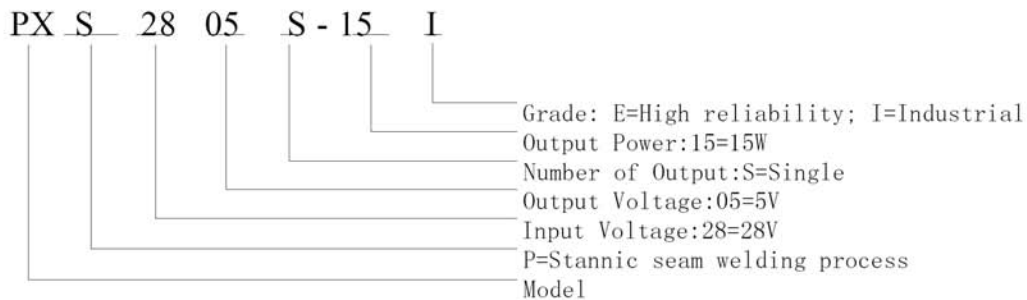 PX S 28 05 S - 15 I
Grade: E=High reliability; I=Industrial
Output Power:15=15W
Number of Output:S=Single
Output Voltage:05=5V
Input Voltage:28=28V
P=Stannic seam welding process
Model